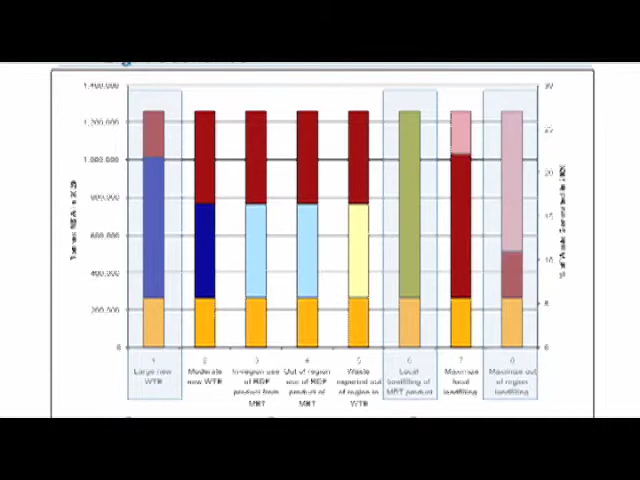 1,400,000
1,200,000
1,000,000
800,000
600,000
400,000
200,000
0
30
25
20
15
10
5
0
1
Large new
WTE
2
Moderate
new WTE
3
In-region use
of RDF
product from
MBT
4
Out of region
use of RDF
product of
MBT
5
Waste
exported out
of region to
WTE
6
Local
landfilling of
MBT product
7
Maximize
local
landfilling
8
Maximize out
of region
landfilling